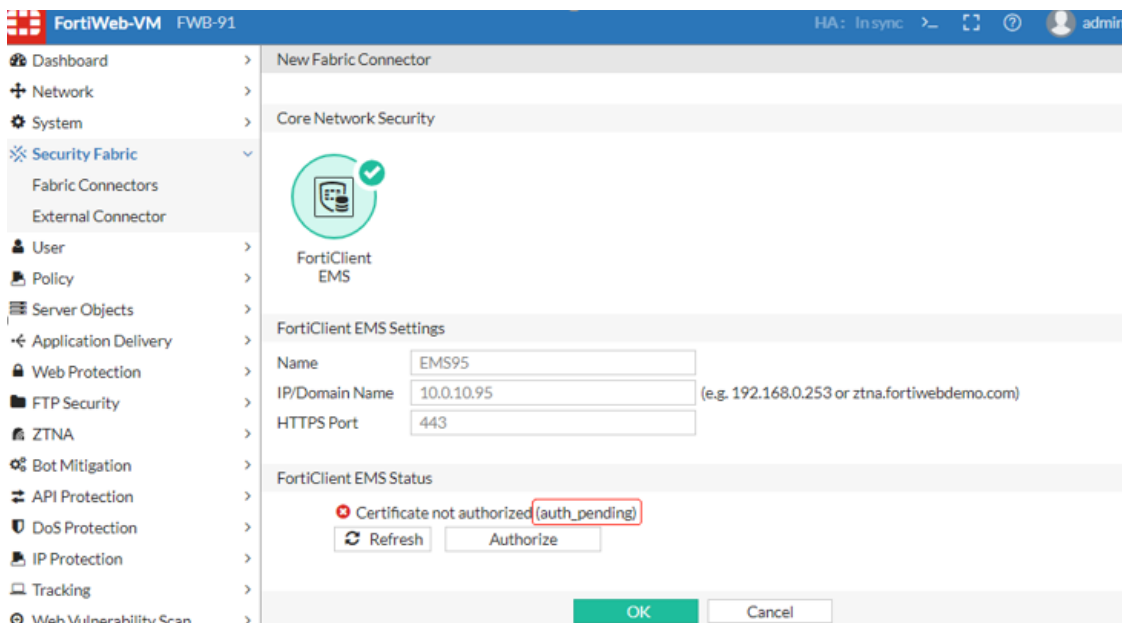 FortiWeb-VM FWB-91 HA: In sync >_ admin
Dashboard
Network
System
Security Fabric
Fabric Connectors
External Connector
User
Policy
Server Objects
Application Delivery
Web Protection
FTP Security
ZTNA
Bot Mitigation
API Protection
DoS Protection
IP Protection
Tracking
Web Vulnerability Scan
New Fabric Connector
Core Network Security
FortiClient
EMS
FortiClient EMS Settings
Name EMS95
IP/Domain Name 10.0.10.95 (e.g. 192.168.0.253 or ztna.fortiwebdemo.com)
HTTPS Port 443
FortiClient EMS Status
Certificate not authorized (auth_pending)
Refresh Authorize
OK Cancel